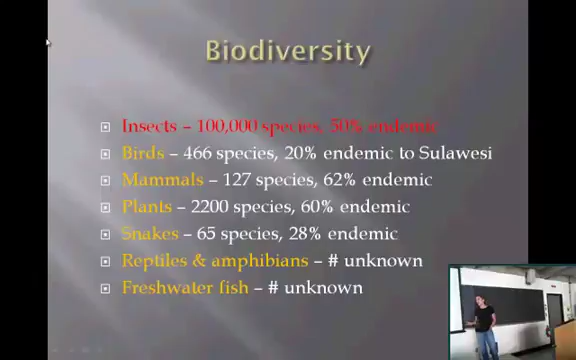 Biodiversity
Insects – 100,000 species, 50% endemic
Birds – 466 species, 20% endemic to Sulawesi
Mammals – 127 species, 62% endemic
Plants – 2200 species, 60% endemic
Snakes – 65 species, 28% endemic
Reptiles & amphibians – # unknown
Freshwater fish – # unknown